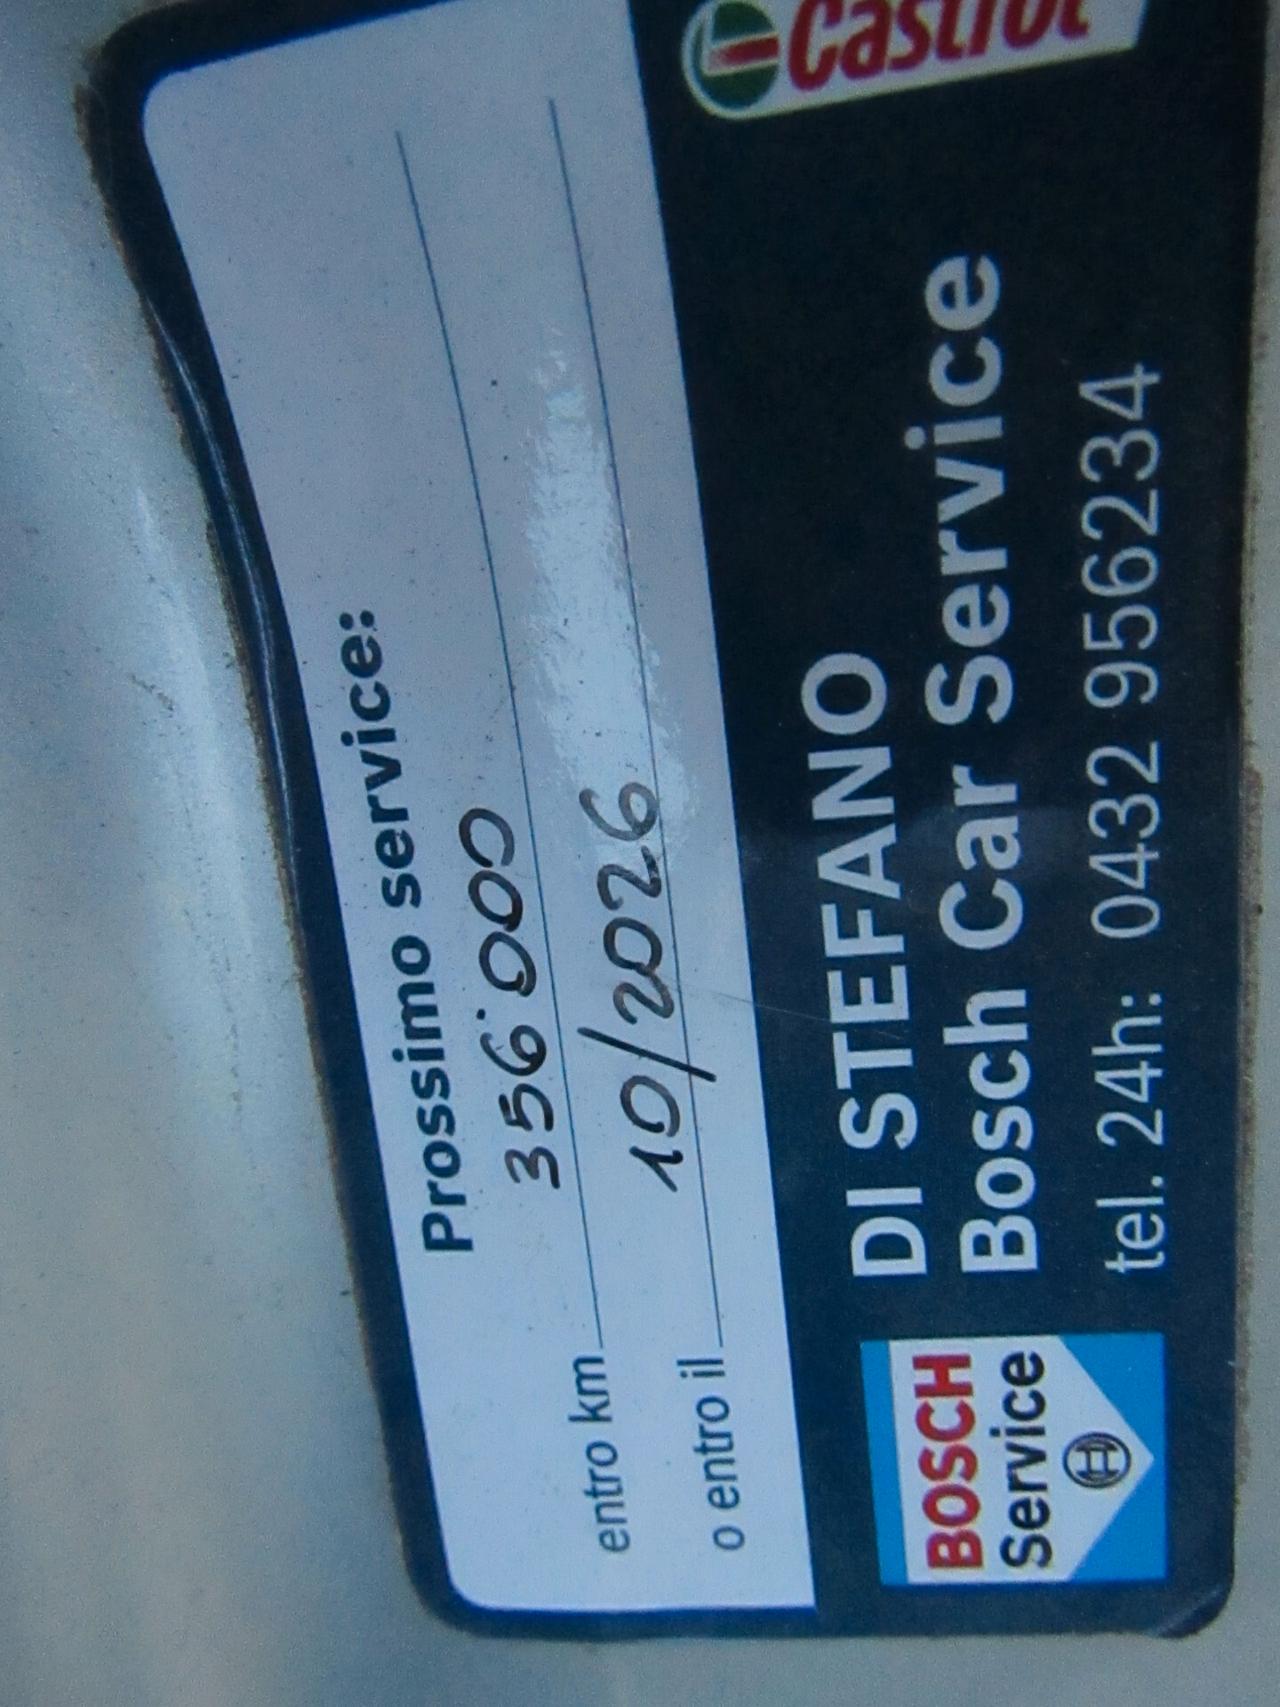 Castrol
Prossimo service:
entro km 356'000
o entro il 10/2026
BOSCH
Service
DI STEFANO
Bosch Car Service
tel. 24h: 0432 956234